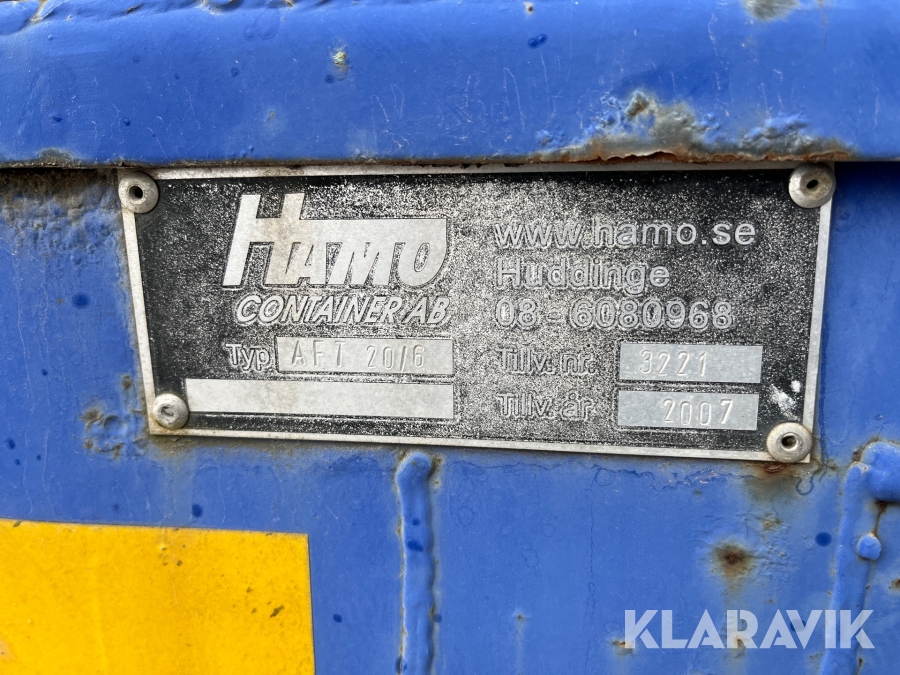 HAMO
CONTAINER AB
www.hamo.se
Huddinge
08-6080968
Typ. AFT 20/6
Tillv. nr. 3221
Tillv. år 2007
KLARAVIK